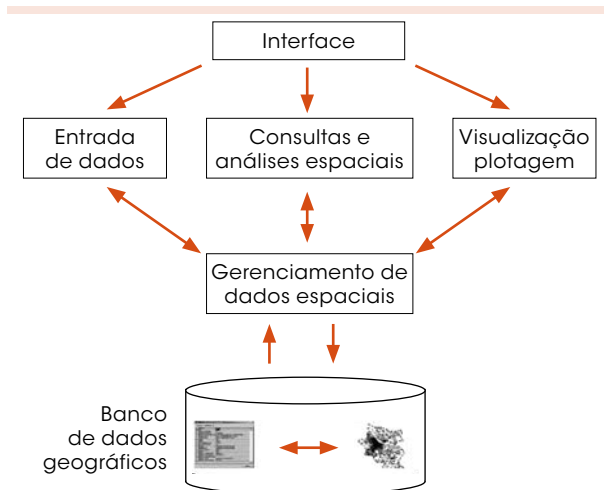 Interface
Entrada
de dados
Consultas e
análises espaciais
Visualização
plotagem
Gerenciamento de
dados espaciais
Banco
de dados
geográficos